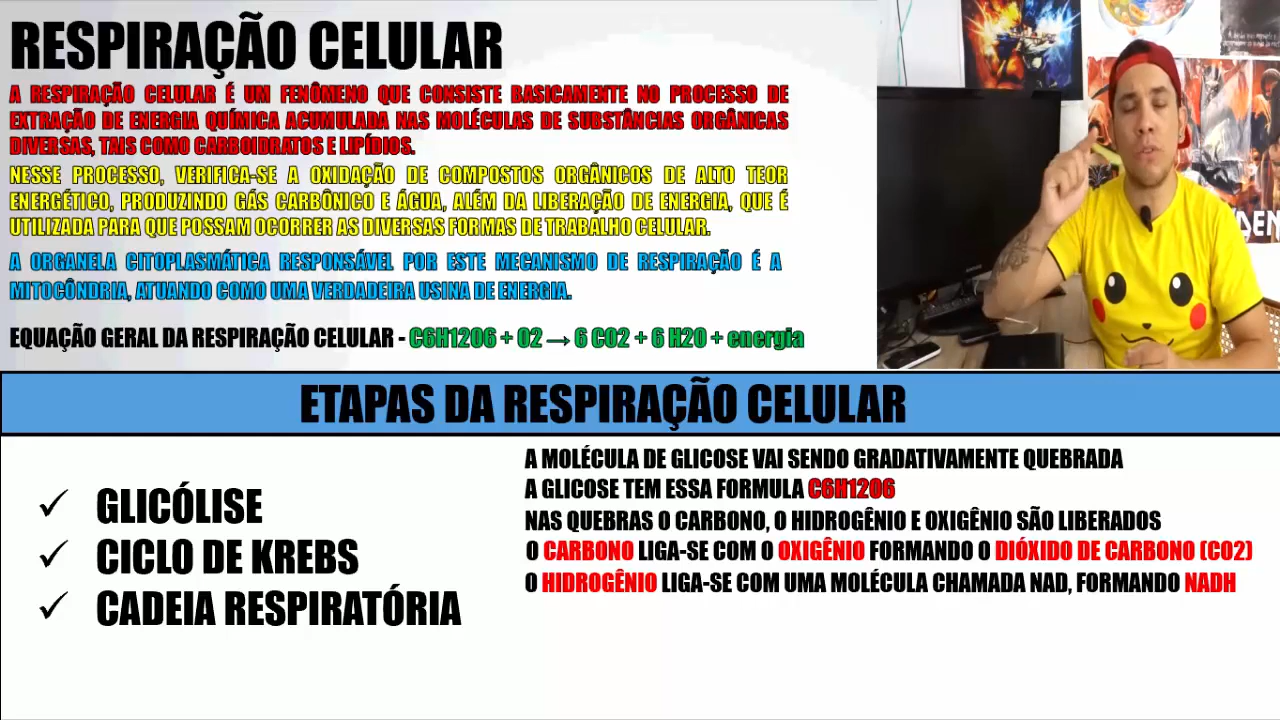 RESPIRAÇÃO CELULAR
A RESPIRAÇÃO CELULAR É UM FENÔMENO QUE CONSISTE BASICAMENTE NO PROCESSO DE
EXTRAÇÃO DE ENERGIA QUÍMICA ACUMULADA NAS MOLÉCULAS DE SUBSTÂNCIAS ORGÂNICAS
DIVERSAS, TAIS COMO CARBOIDRATOS E LIPÍDIOS.
NESSE PROCESSO, VERIFICA-SE A OXIDAÇÃO DE COMPOSTOS ORGÂNICOS DE ALTO TEOR
ENERGÉTICO, PRODUZINDO GÁS CARBÔNICO E ÁGUA, ALÉM DA LIBERAÇÃO DE ENERGIA, QUE É
UTILIZADA PARA QUE POSSAM OCORRER AS DIVERSAS FORMAS DE TRABALHO CELULAR.
A ORGANELA CITOPLASMÁTICA RESPONSÁVEL POR ESTE MECANISMO DE RESPIRAÇÃO É A
MITOCÔNDRIA, ATUANDO COMO UMA VERDADEIRA USINA DE ENERGIA.
EQUAÇÃO GERAL DA RESPIRAÇÃO CELULAR - C6H12O6 + O2 → 6 CO2 + 6 H2O + energia
ETAPAS DA RESPIRAÇÃO CELULAR
✓ GLICÓLISE
✓ CICLO DE KREBS
✓ CADEIA RESPIRATÓRIA
A MOLÉCULA DE GLICOSE VAI SENDO GRADATIVAMENTE QUEBRADA
A GLICOSE TEM ESSA FORMULA C6H12O6
NAS QUEBRAS O CARBONO, O HIDROGÊNIO E OXIGÊNIO SÃO LIBERADOS
O CARBONO LIGA-SE COM O OXIGÊNIO FORMANDO O DIÓXIDO DE CARBONO (CO2)
O HIDROGÊNIO LIGA-SE COM UMA MOLÉCULA CHAMADA NAD, FORMANDO NADH